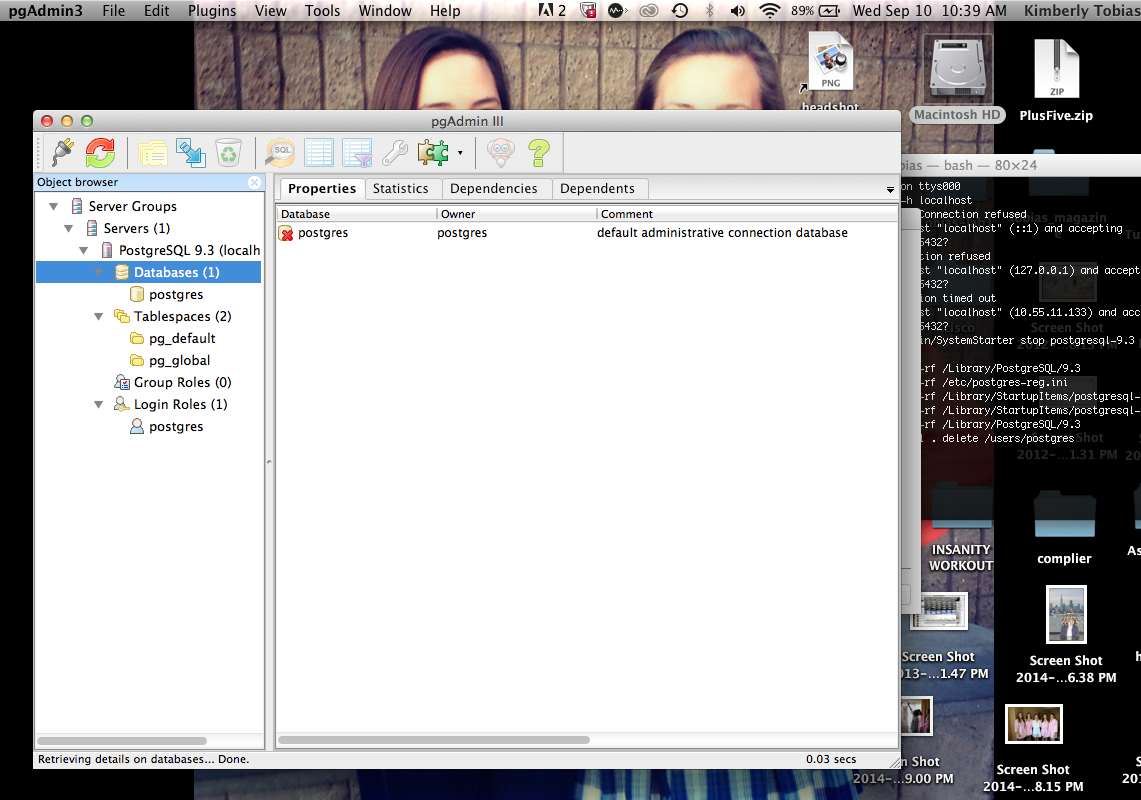 pgAdmin3 File Edit Plugins View Tools Window Help 2 89% Wed Sep 10 10:39 AM Kimberly Tobias
PNG
headshot
Macintosh HD
ZIP
PlusFive.zip
pgAdmin III
SQL
Object browser
Server Groups
Servers (1)
PostgreSQL 9.3 (localh
Databases (1)
postgres
Tablespaces (2)
pg_default
pg_global
Group Roles (0)
Login Roles (1)
postgres
Properties Statistics Dependencies Dependents
Database Owner Comment
postgres postgres default administrative connection database
Retrieving details on databases... Done. 0.03 secs
bias — bash — 80×24
on ttys000
-h localhost
Connection refused
st "localhost" (::1) and accepting
5432?
tion refused
st "localhost" (127.0.0.1) and accept
5432?
ion timed out
st "localhost" (10.55.11.133) and acc
5432?
in/SystemStarter stop postgresql-9.3
-rf /Library/PostgreSQL/9.3
-rf /etc/postgres-reg.ini
-rf /Library/StartupItems/postgresql-
-rf /Library/StartupItems/postgresql-
-rf /Library/PostgreSQL/9.3
l . delete /users/postgres
Screen Shot
2012-...1.31 PM
INSANITY
WORKOUT
complier
As
Screen Shot
013-...1.47 PM
Screen Shot
2014-...6.38 PM
n Shot
2014-...9.00 PM
Screen Shot
2014-...8.15 PM